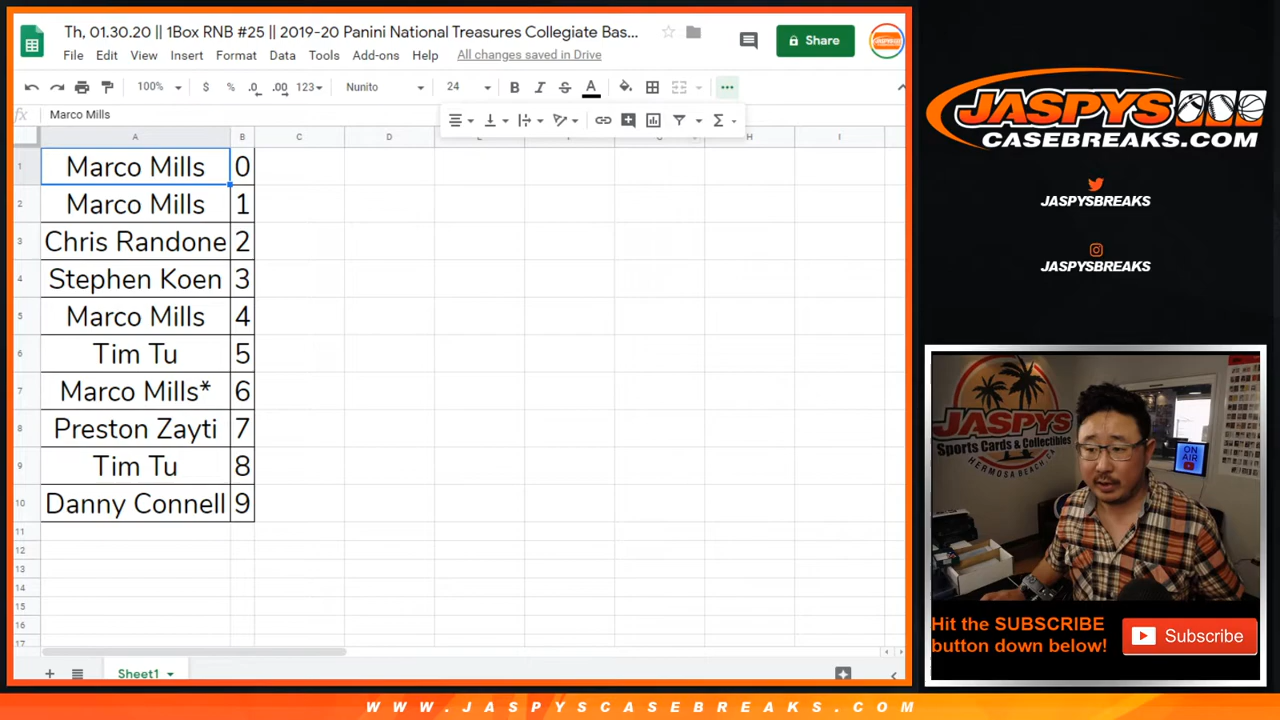 Th, 01.30.20 || 1Box RNB #25 || 2019-20 Panini National Treasures Collegiate Bas...
File Edit View Insert Format Data Tools Add-ons Help All changes saved in Drive
Share
100% $ % .0 .00 123 Nunito 24 B I S A
fx Marco Mills
A B C D E F G H I
1 Marco Mills 0
2 Marco Mills 1
3 Chris Randone 2
4 Stephen Koen 3
5 Marco Mills 4
6 Tim Tu 5
7 Marco Mills* 6
8 Preston Zayti 7
9 Tim Tu 8
10 Danny Connell 9
11
12
13
14
15
16
17
Sheet1
JASPYS
CASEBREAKS.COM
JASPYSBREAKS
JASPYSBREAKS
JASPYS
Sports Cards & Collectibles
HERMOSA BEACH, CA
ON AIR
Hit the SUBSCRIBE
button down below!
Subscribe
WWW.JASPYSCASEBREAKS.COM